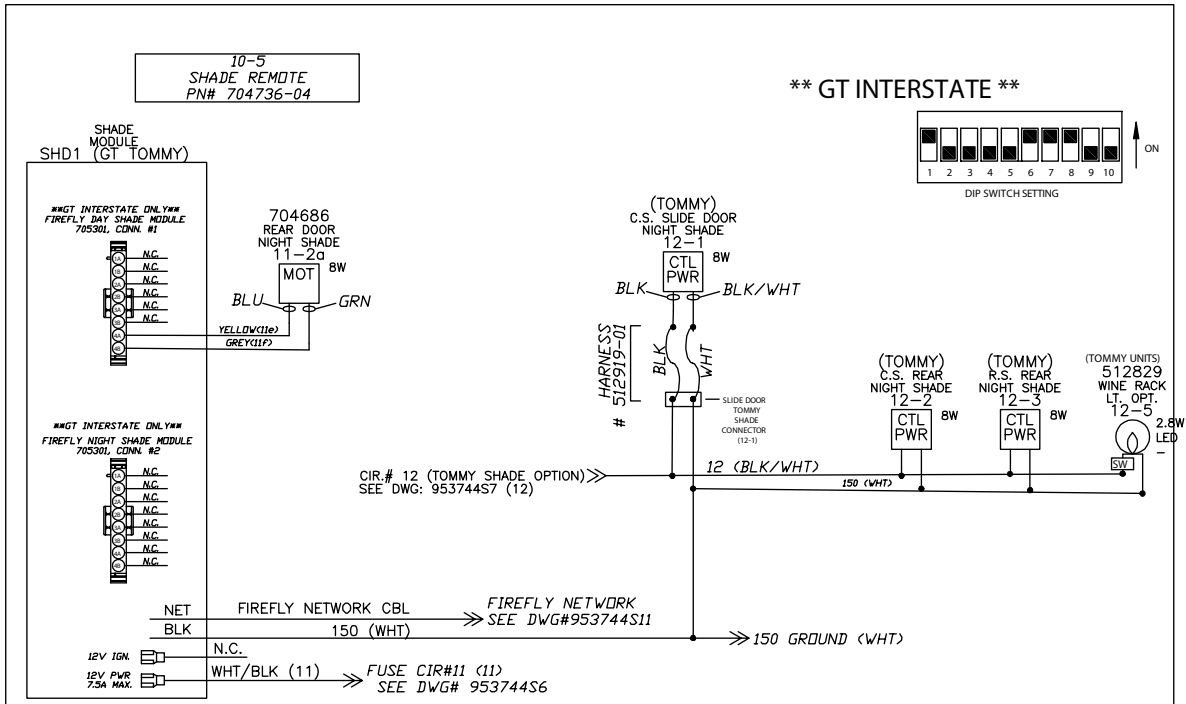 10-5
SHADE REMOTE
PN# 704736-04
** GT INTERSTATE **
ON
1 2 3 4 5 6 7 8 9 10
DIP SWITCH SETTING
SHADE
MODULE
SHD1 (GT TOMMY)
**GT INTERSTATE ONLY**
FIREFLY DAY SHADE MODULE
705301, CONN. #1
1A N.C.
1B N.C.
2A N.C.
2B N.C.
3A N.C.
3B N.C.
4A YELLOW(11e)
4B GREY(11f)
704686
REAR DOOR
NIGHT SHADE
11-2a
MOT 8W
BLU GRN
(TOMMY)
C.S. SLIDE DOOR
NIGHT SHADE
12-1
CTL
PWR
8W
BLK BLK/WHT
HARNESS
# 512919-01
BLK WHT
SLIDE DOOR
TOMMY
SHADE
CONNECTOR
(12-1)
(TOMMY)
C.S. REAR
NIGHT SHADE
12-2
CTL
PWR
8W
(TOMMY)
R.S. REAR
NIGHT SHADE
12-3
CTL
PWR
8W
(TOMMY UNITS)
512829
WINE RACK
LT. OPT.
12-5
2.8W
LED
-
SW
**GT INTERSTATE ONLY**
FIREFLY NIGHT SHADE MODULE
705301, CONN. #2
1A N.C.
1B N.C.
2A N.C.
2B N.C.
3A N.C.
3B N.C.
4A N.C.
4B N.C.
CIR.# 12 (TOMMY SHADE OPTION)
SEE DWG: 953744S7 (12)
12 (BLK/WHT)
150 (WHT)
NET FIREFLY NETWORK CBL
FIREFLY NETWORK
SEE DWG#953744S11
BLK 150 (WHT)
150 GROUND (WHT)
12V IGN. N.C.
12V PWR
7.5A MAX.
WHT/BLK (11)
FUSE CIR#11 (11)
SEE DWG# 953744S6